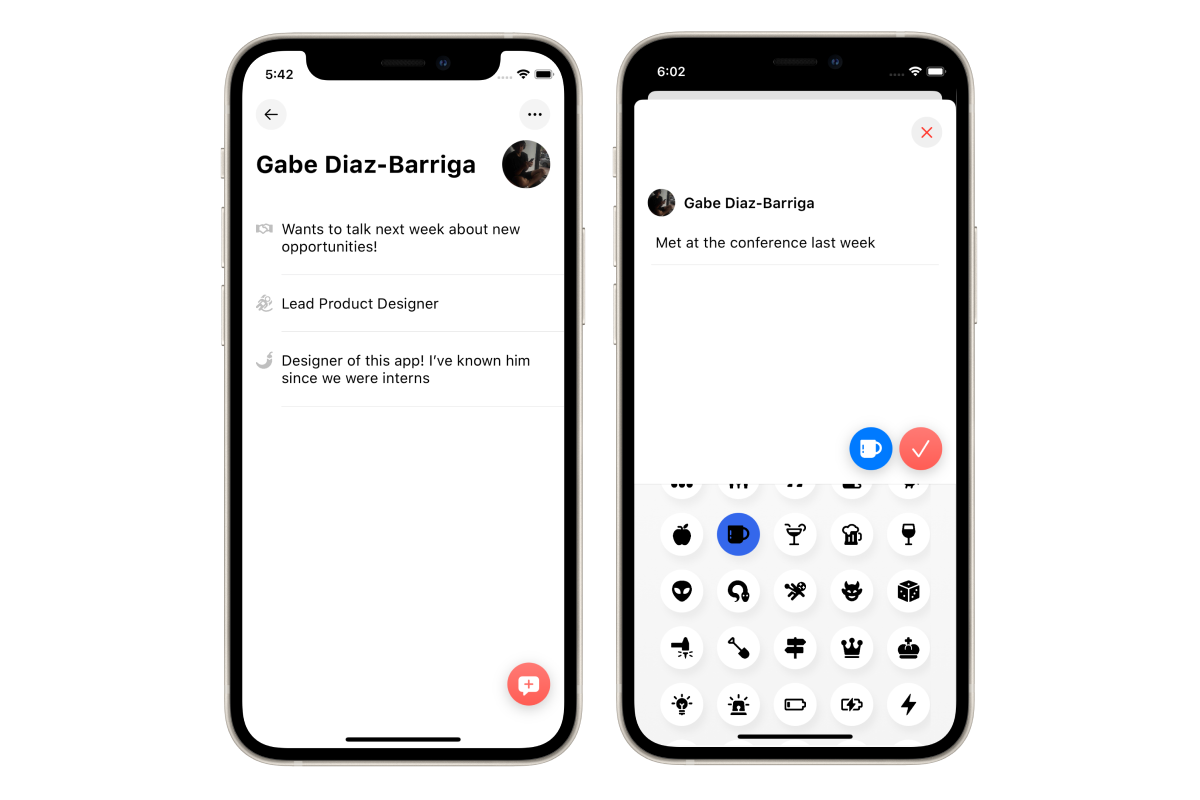 5:42
Gabe Diaz-Barriga
Wants to talk next week about new
opportunities!
Lead Product Designer
Designer of this app! I’ve known him
since we were interns
6:02
Gabe Diaz-Barriga
Met at the conference last week